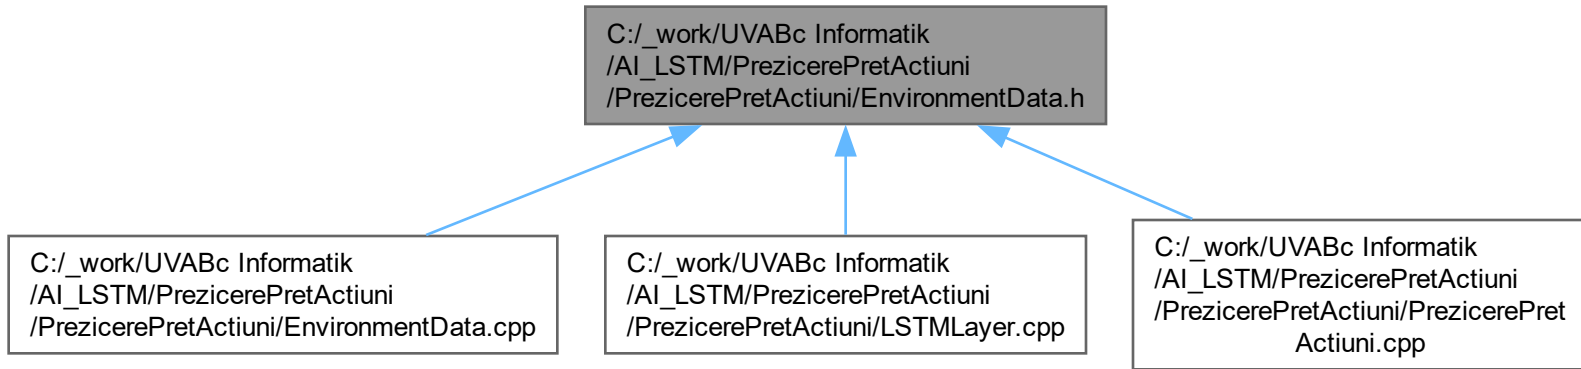 C:/_work/UVABc Informatik
/AI_LSTM/PrezicerePretActiuni
/PrezicerePretActiuni/EnvironmentData.h
C:/_work/UVABc Informatik
/AI_LSTM/PrezicerePretActiuni
/PrezicerePretActiuni/EnvironmentData.cpp
C:/_work/UVABc Informatik
/AI_LSTM/PrezicerePretActiuni
/PrezicerePretActiuni/LSTMLayer.cpp
C:/_work/UVABc Informatik
/AI_LSTM/PrezicerePretActiuni
/PrezicerePretActiuni/PrezicerePret
Actiuni.cpp